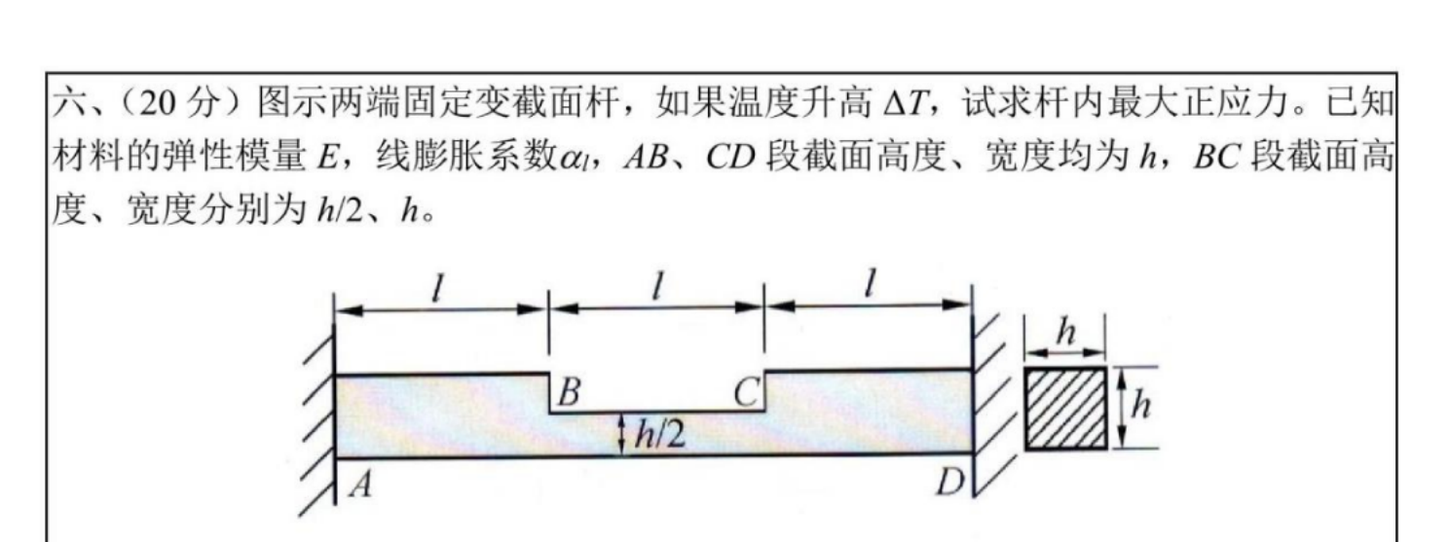 六、（20 分）图示两端固定变截面杆，如果温度升高 ΔT，试求杆内最大正应力。已知
材料的弹性模量 E，线膨胀系数αl，AB、CD 段截面高度、宽度均为 h，BC 段截面高
度、宽度分别为 h/2、h。
l l l
h
B C
h
h/2
A D